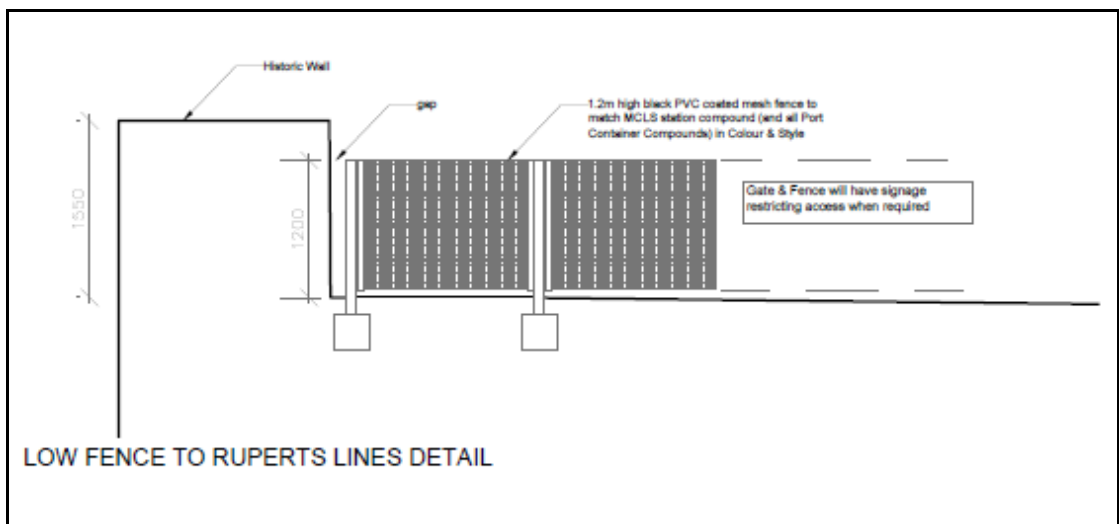 Historic Wall
gap
1.2m high black PVC coated mesh fence to
match MCLS station compound (and all Port
Container Compounds) in Colour & Style
Gate & Fence will have signage
restricting access when required
1550
1200
LOW FENCE TO RUPERTS LINES DETAIL